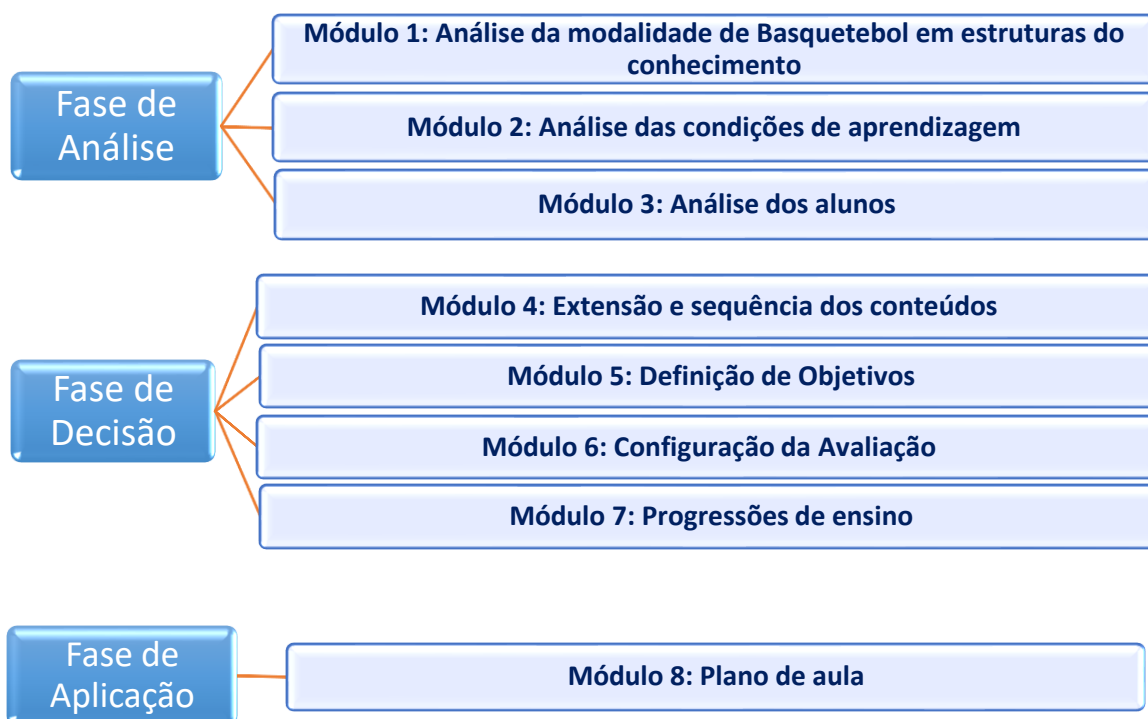 Fase de
Análise
Módulo 1: Análise da modalidade de Basquetebol em estruturas do
conhecimento
Módulo 2: Análise das condições de aprendizagem
Módulo 3: Análise dos alunos
Fase de
Decisão
Módulo 4: Extensão e sequência dos conteúdos
Módulo 5: Definição de Objetivos
Módulo 6: Configuração da Avaliação
Módulo 7: Progressões de ensino
Fase de
Aplicação
Módulo 8: Plano de aula